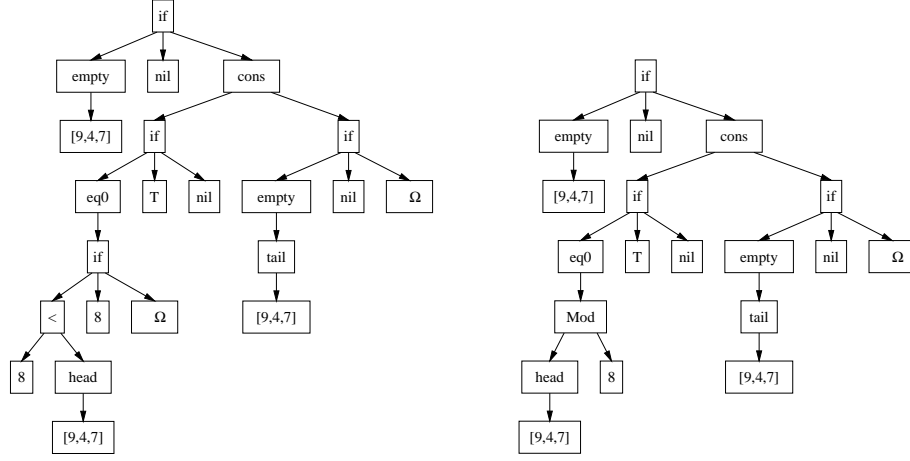 if
empty nil cons
[9,4,7] if if
eq0 T nil empty nil Ω
if tail
< 8 Ω [9,4,7]
8 head
[9,4,7]
if
empty nil cons
[9,4,7] if if
eq0 T nil empty nil Ω
Mod tail
head 8 [9,4,7]
[9,4,7]